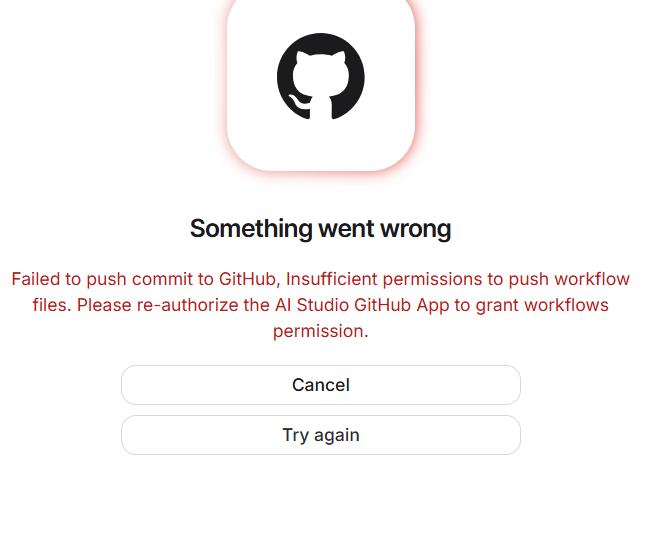 Something went wrong
Failed to push commit to GitHub, Insufficient permissions to push workflow
files. Please re-authorize the AI Studio GitHub App to grant workflows
permission.
Cancel
Try again